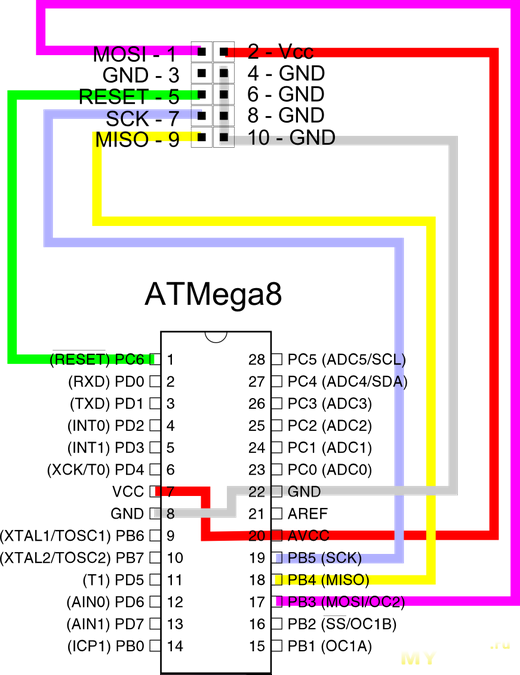 MOSI - 1 2 - Vcc
GND - 3 4 - GND
RESET - 5 6 - GND
SCK - 7 8 - GND
MISO - 9 10 - GND
ATMega8
(RESET) PC6 1 28 PC5 (ADC5/SCL)
(RXD) PD0 2 27 PC4 (ADC4/SDA)
(TXD) PD1 3 26 PC3 (ADC3)
(INT0) PD2 4 25 PC2 (ADC2)
(INT1) PD3 5 24 PC1 (ADC1)
(XCK/T0) PD4 6 23 PC0 (ADC0)
VCC 7 22 GND
GND 8 21 AREF
(XTAL1/TOSC1) PB6 9 20 AVCC
(XTAL2/TOSC2) PB7 10 19 PB5 (SCK)
(T1) PD5 11 18 PB4 (MISO)
(AIN0) PD6 12 17 PB3 (MOSI/OC2)
(AIN1) PD7 13 16 PB2 (SS/OC1B)
(ICP1) PB0 14 15 PB1 (OC1A)
MY .ru